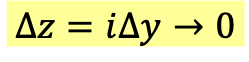 Δz = iΔy → 0